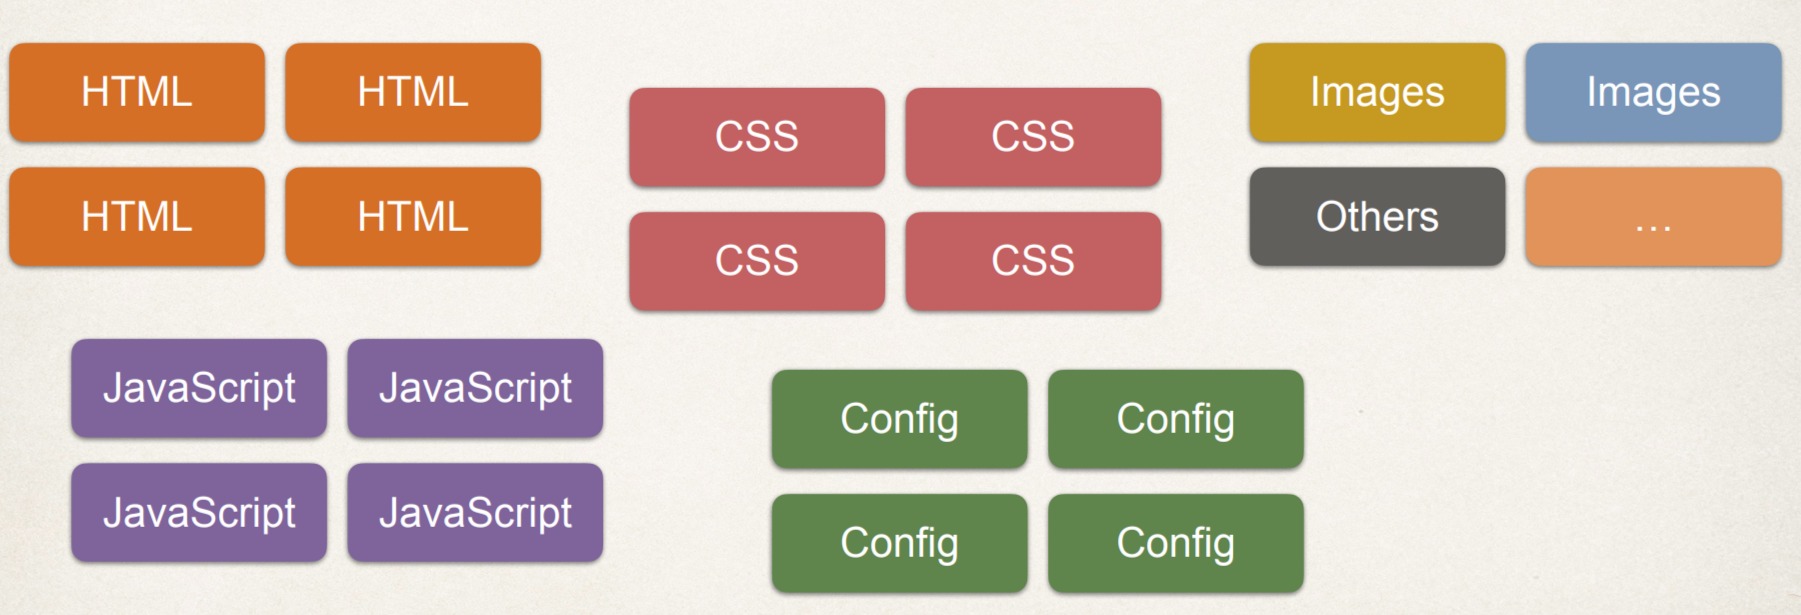 HTML
HTML
HTML
HTML
CSS
CSS
CSS
CSS
Images
Images
Others
...
JavaScript
JavaScript
JavaScript
JavaScript
Config
Config
Config
Config